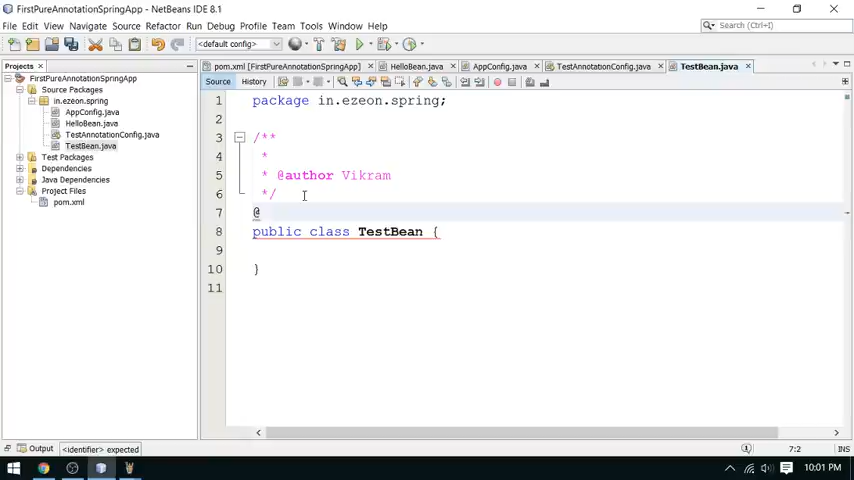 FirstPureAnnotationSpringApp - NetBeans IDE 8.1
File Edit View Navigate Source Refactor Run Debug Profile Team Tools Window Help
Search (Ctrl+I)
<default config>
Projects
pom.xml [FirstPureAnnotationSpringApp] HelloBean.java AppConfig.java TestAnnotationConfig.java TestBean.java
FirstPureAnnotationSpringApp
Source Packages
in.ezeon.spring
AppConfig.java
HelloBean.java
TestAnnotationConfig.java
TestBean.java
Test Packages
Dependencies
Java Dependencies
Project Files
pom.xml
Source History
1 package in.ezeon.spring;
2
3 /**
4 *
5 * @author Vikram
6 */
7 @
8 public class TestBean {
9
10 }
11
Output <identifier> expected 7:2 INS
10:01 PM